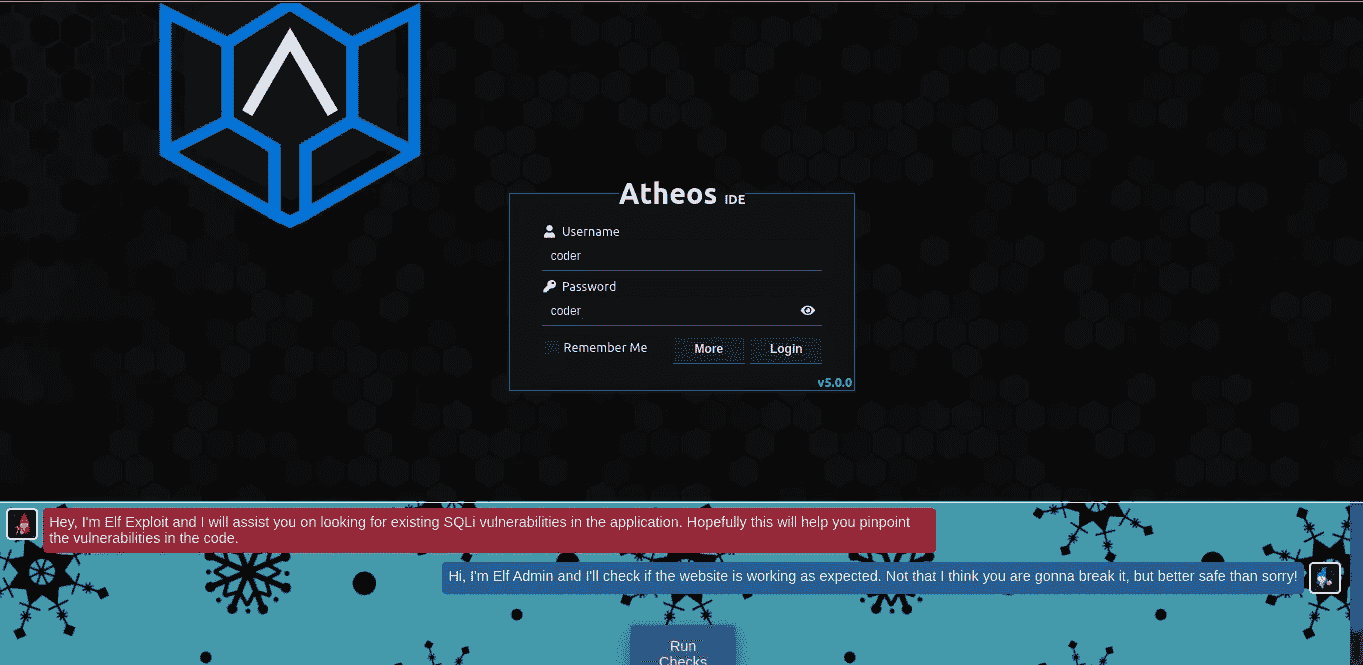 Atheos IDE
Username
coder
Password
coder
Remember Me
More
Login
v5.0.0
Hey, I'm Elf Exploit and I will assist you on looking for existing SQLi vulnerabilities in the application. Hopefully this will help you pinpoint
the vulnerabilities in the code.
Hi, I'm Elf Admin and I'll check if the website is working as expected. Not that I think you are gonna break it, but better safe than sorry!
Run
Checks